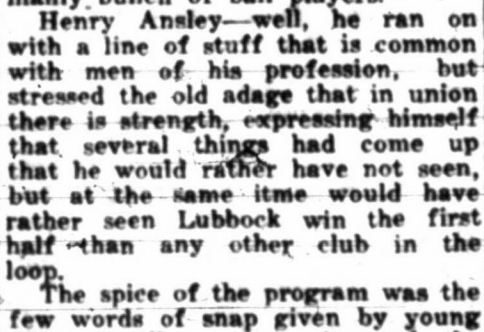 Henry Ansley—well, he ran on
with a line of stuff that is common
with men of his profession, but
stressed the old adage that in union
there is strength, expressing himself
that several things had come up
that he would rather have not seen,
but at the same itme would have
rather seen Lubbock win the first
half than any other club in the
loop.
The spice of the program was the
few words of snap given by young